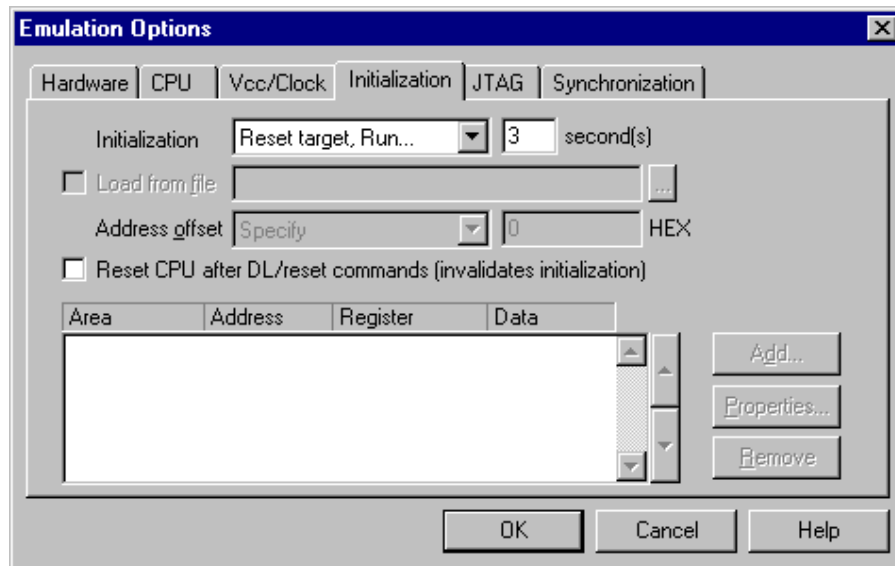 Emulation Options
Hardware CPU Vcc/Clock Initialization JTAG Synchronization
Initialization Reset target, Run... 3 second(s)
Load from file ...
Address offset Specify 0 HEX
Reset CPU after DL/reset commands (invalidates initialization)
Area Address Register Data
Add...
Properties...
Remove
OK Cancel Help